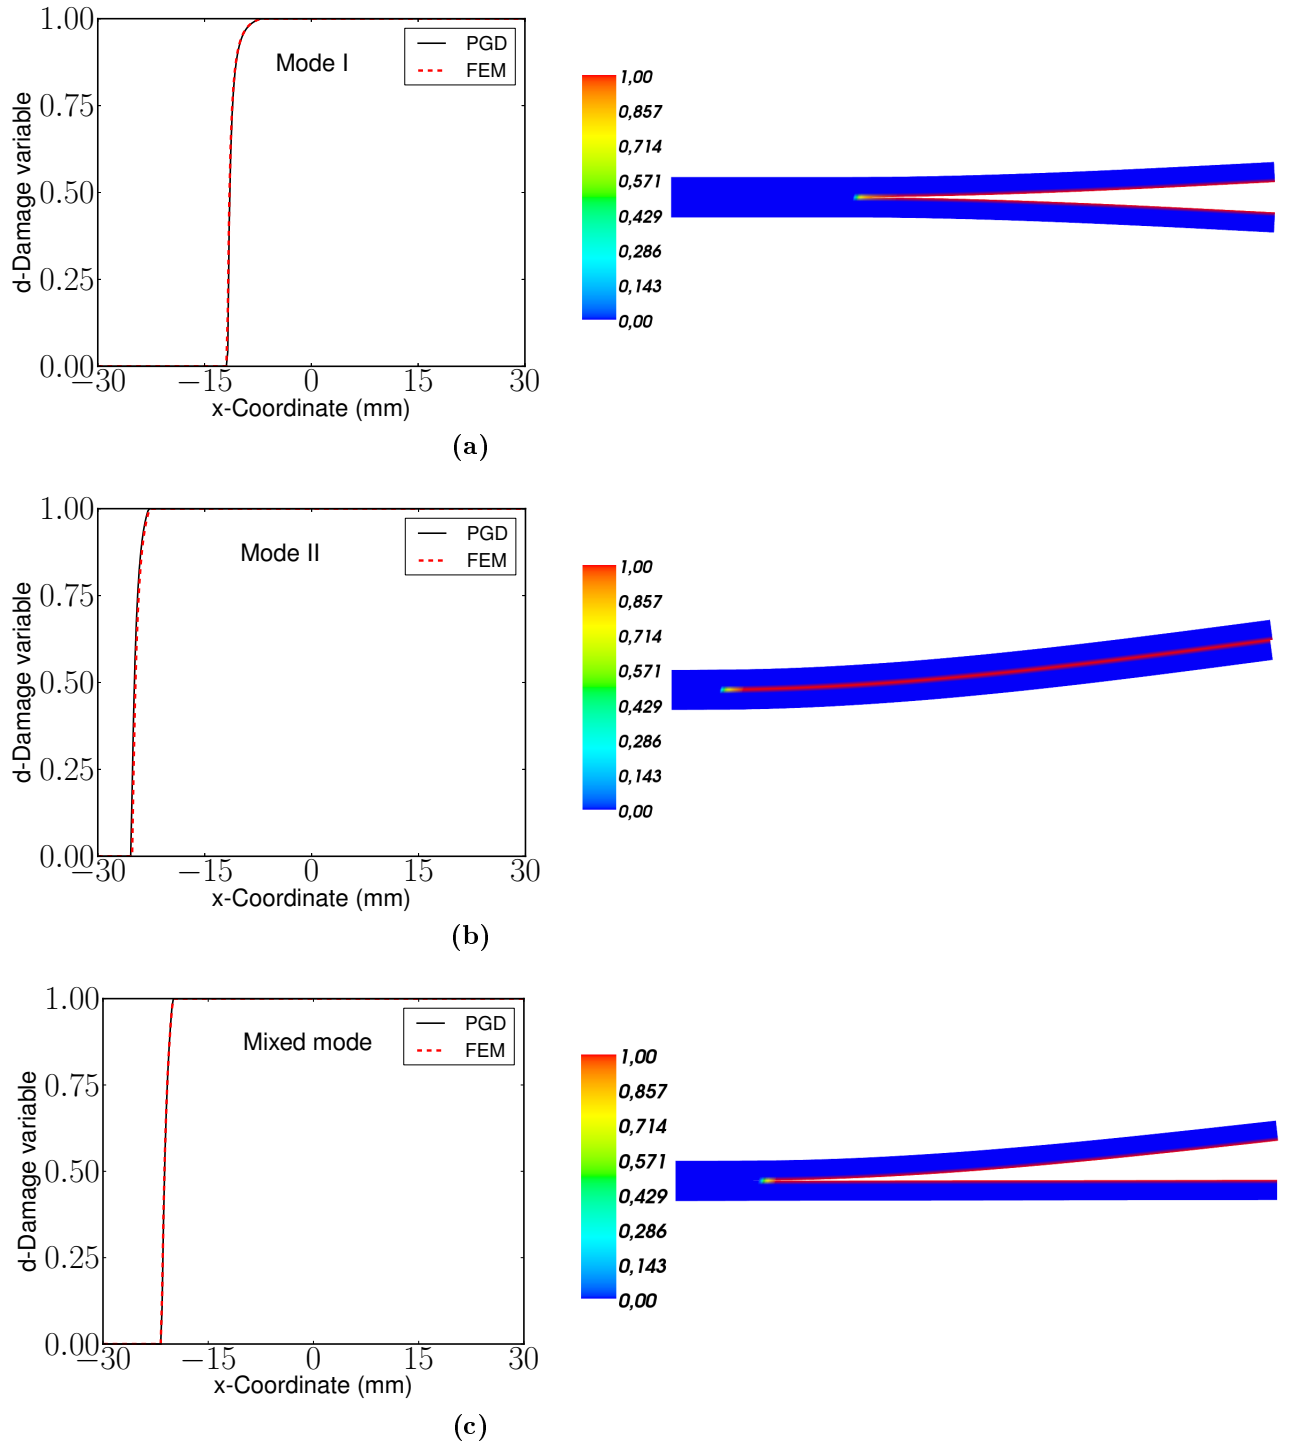 1.00
0.75
0.50
0.25
0.00
d-Damage variable
Mode I
PGD
FEM
−30 −15 0 15 30
x-Coordinate (mm)
1,00
0,857
0,714
0,571
0,429
0,286
0,143
0,00
(a)
1.00
0.75
0.50
0.25
0.00
d-Damage variable
Mode II
PGD
FEM
−30 −15 0 15 30
x-Coordinate (mm)
1,00
0,857
0,714
0,571
0,429
0,286
0,143
0,00
(b)
1.00
0.75
0.50
0.25
0.00
d-Damage variable
Mixed mode
PGD
FEM
−30 −15 0 15 30
x-Coordinate (mm)
1,00
0,857
0,714
0,571
0,429
0,286
0,143
0,00
(c)